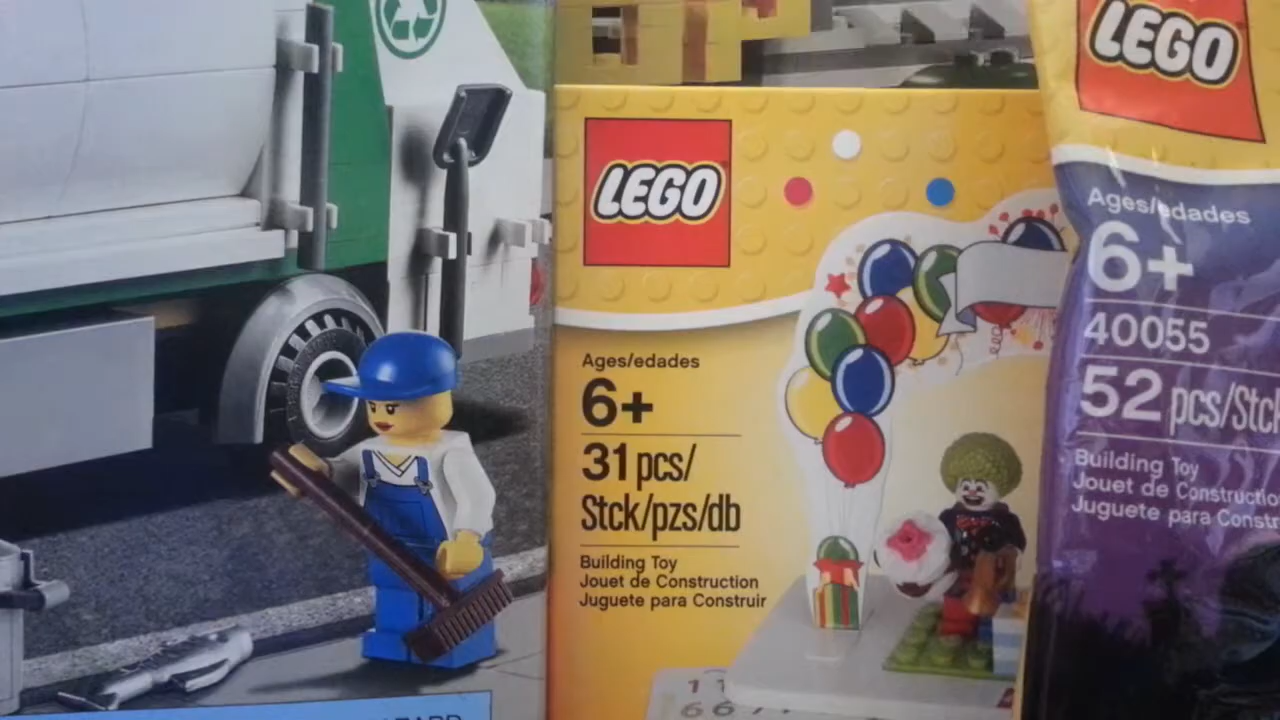 LEGO
Ages/edades
6+
31 pcs/
Stck/pzs/db
Building Toy
Jouet de Construction
Juguete para Construir
LEGO
Ages/edades
6+
40055
52 pcs/Stck
Building Toy
Jouet de Constructio
Juguete para Constr